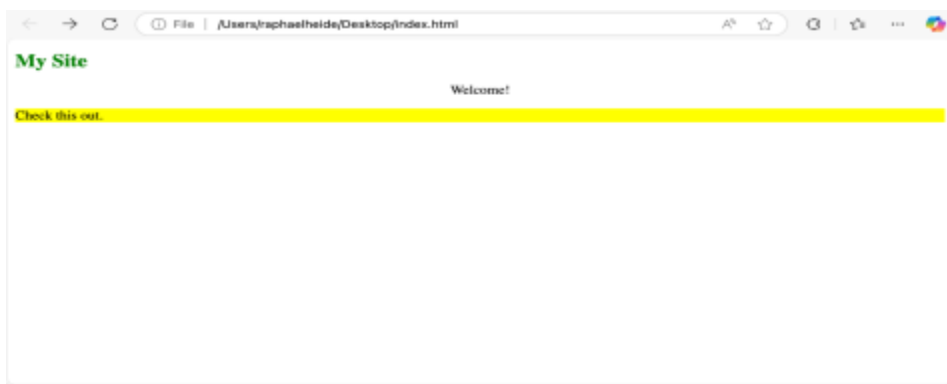 File | /Users/raphaelheide/Desktop/index.html
My Site
Welcome!
Check this out.